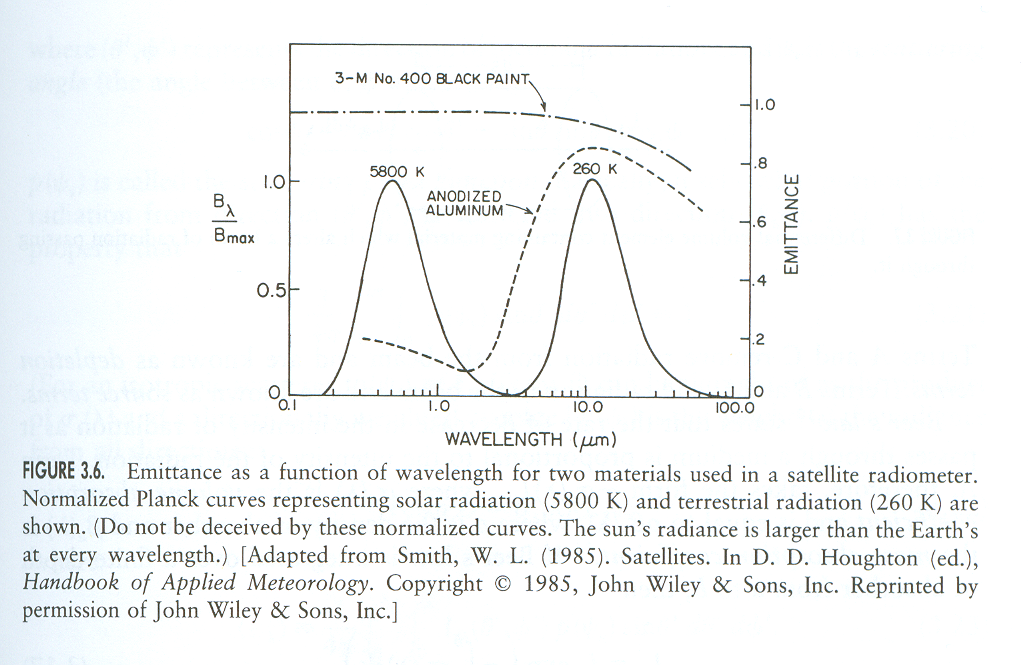 3-M No. 400 BLACK PAINT
1.0
5800 K
260 K
.8
1.0
ANODIZED
ALUMINUM
Bλ
Bmax
.6
EMITTANCE
.4
0.5
.2
0
0
0.1
1.0
10.0
100.0
WAVELENGTH (μm)
FIGURE 3.6. Emittance as a function of wavelength for two materials used in a satellite radiometer.
Normalized Planck curves representing solar radiation (5800 K) and terrestrial radiation (260 K) are
shown. (Do not be deceived by these normalized curves. The sun's radiance is larger than the Earth's
at every wavelength.) [Adapted from Smith, W. L. (1985). Satellites. In D. D. Houghton (ed.),
Handbook of Applied Meteorology. Copyright © 1985, John Wiley & Sons, Inc. Reprinted by
permission of John Wiley & Sons, Inc.]